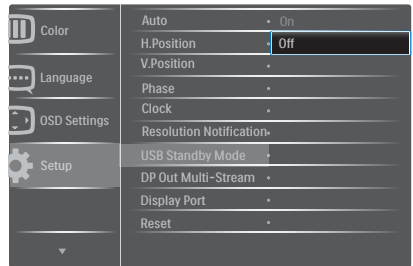 Color
Language
OSD Settings
Setup
Auto
H.Position
V.Position
Phase
Clock
Resolution Notification
USB Standby Mode
DP Out Multi-Stream
Display Port
Reset
On
Off